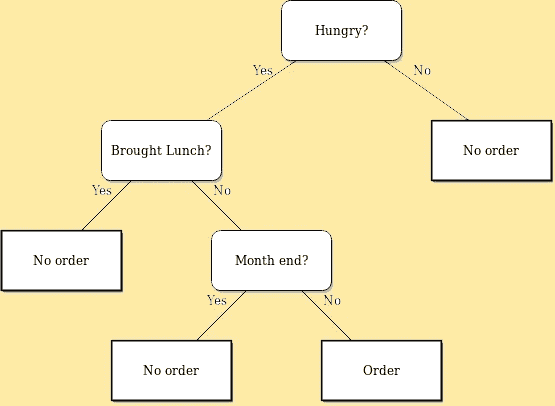 Hungry?
Yes
No
Brought Lunch?
No order
Yes
No
No order
Month end?
Yes
No
No order
Order